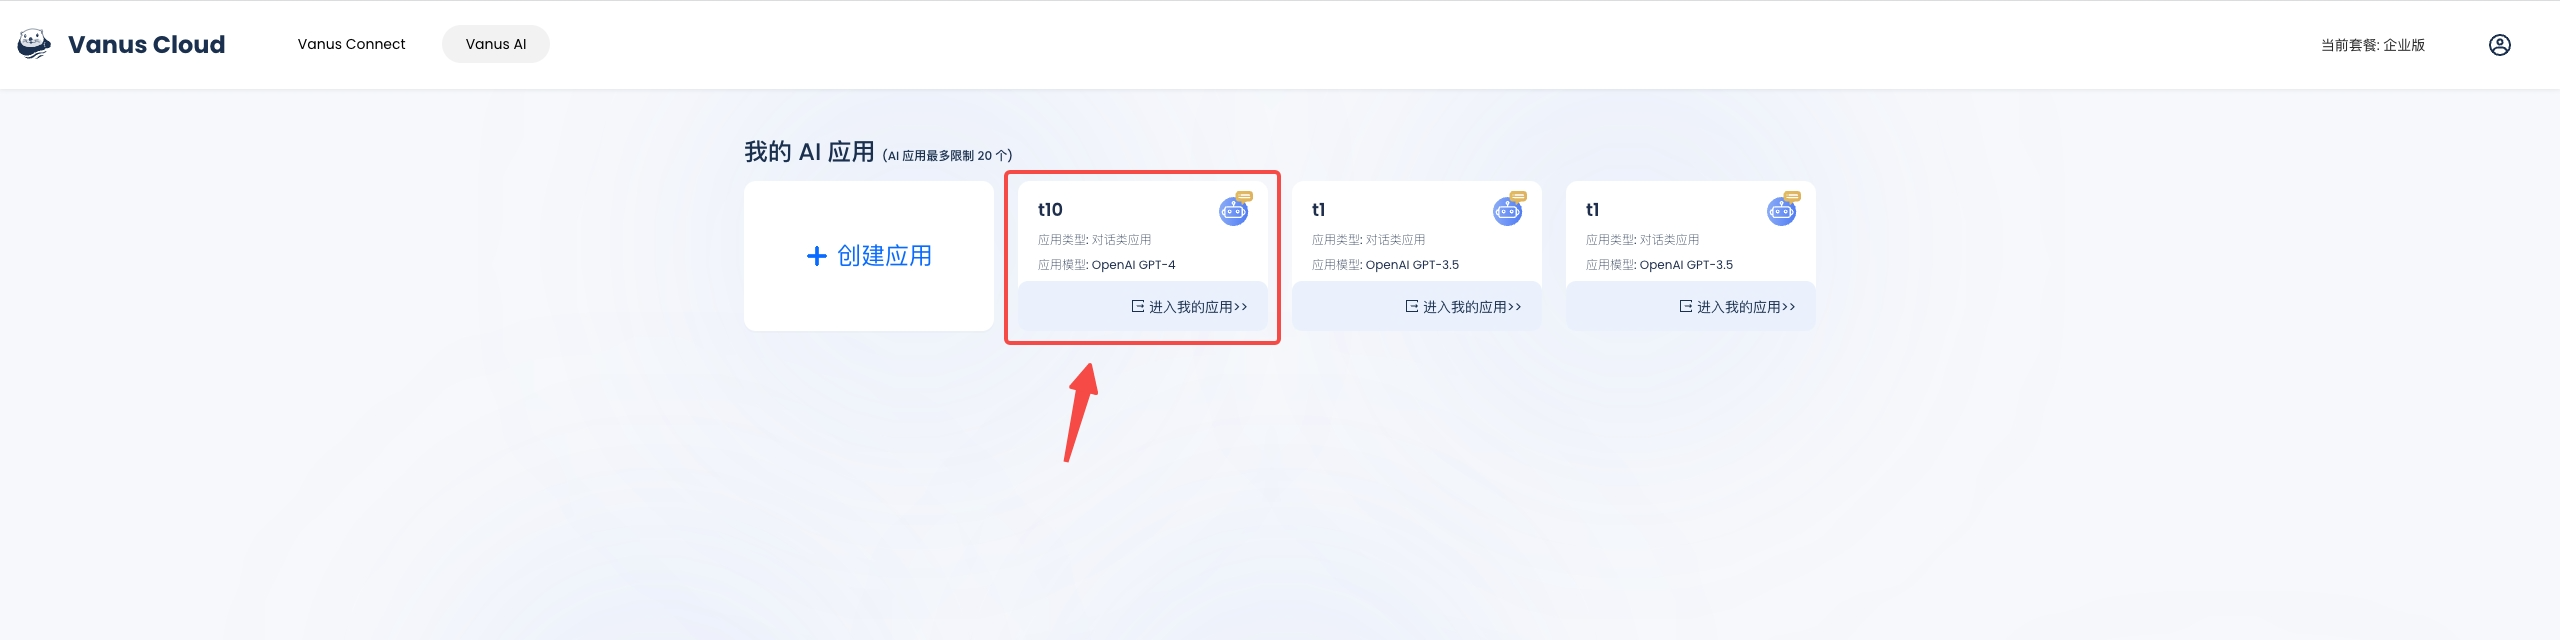 Vanus Cloud
Vanus Connect
Vanus AI
当前套餐: 企业版
我的 AI 应用 (AI 应用最多限制 20 个)
+ 创建应用
t10
应用类型: 对话类应用
应用模型: OpenAI GPT-4
进入我的应用>>
t1
应用类型: 对话类应用
应用模型: OpenAI GPT-3.5
进入我的应用>>
t1
应用类型: 对话类应用
应用模型: OpenAI GPT-3.5
进入我的应用>>